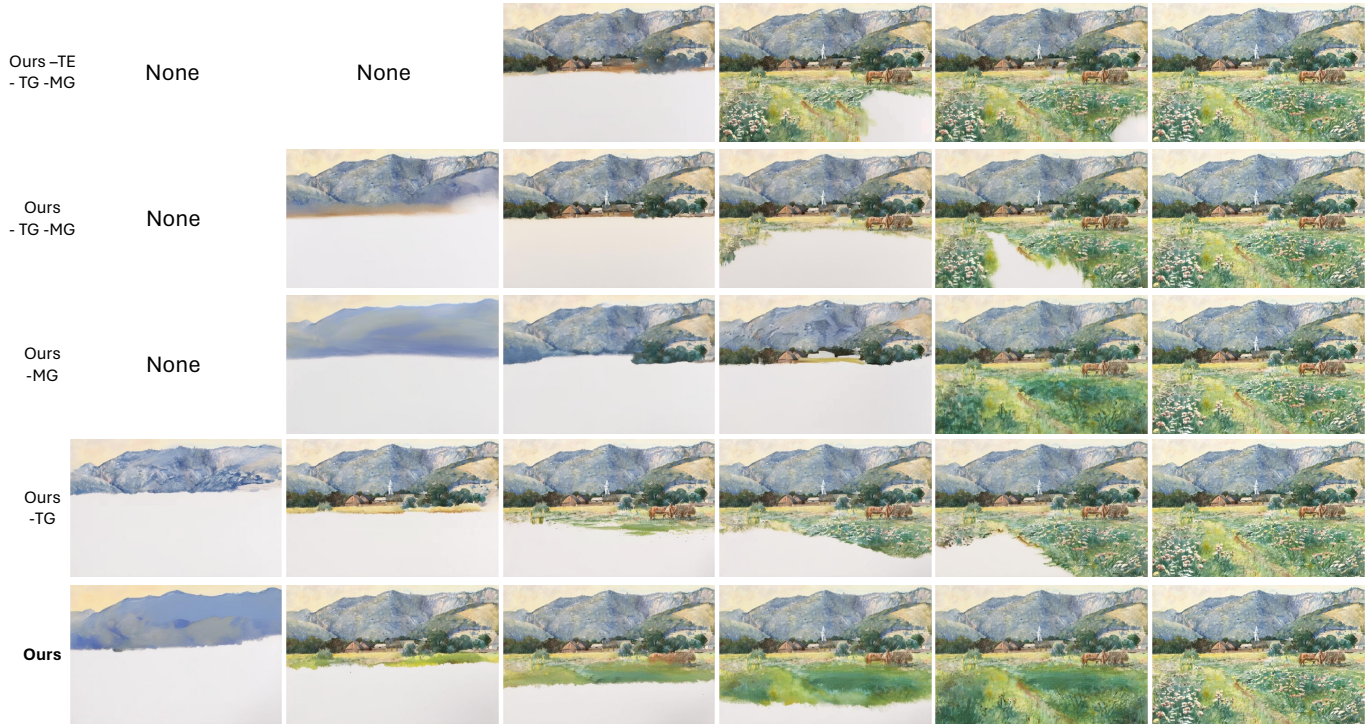 Ours –TE
- TG -MG
None
None
Ours
- TG -MG
None
Ours
-MG
None
Ours
-TG
Ours